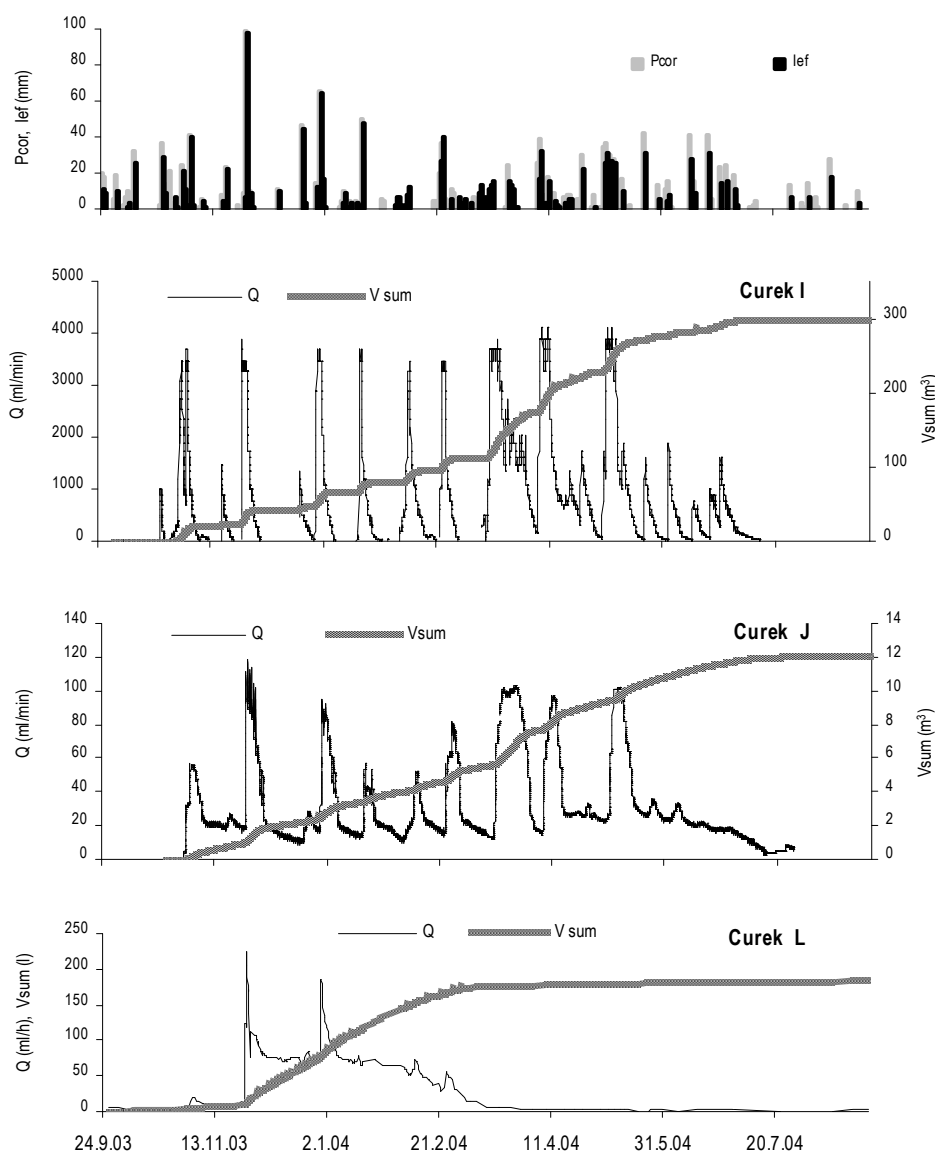 100
80
60
40
20
0
Pcor, Ief (mm)
Pcor Ief
5000
4000
3000
2000
1000
0
Q (ml/min)
Q V sum
Curek I
300
200
100
0
Vsum (m³)
140
120
100
80
60
40
20
0
Q (ml/min)
Q Vsum
Curek J
14
12
10
8
6
4
2
0
Vsum (m³)
250
200
150
100
50
0
Q (ml/h), Vsum (l)
Q V sum
Curek L
24.9.03 13.11.03 2.1.04 21.2.04 11.4.04 31.5.04 20.7.04